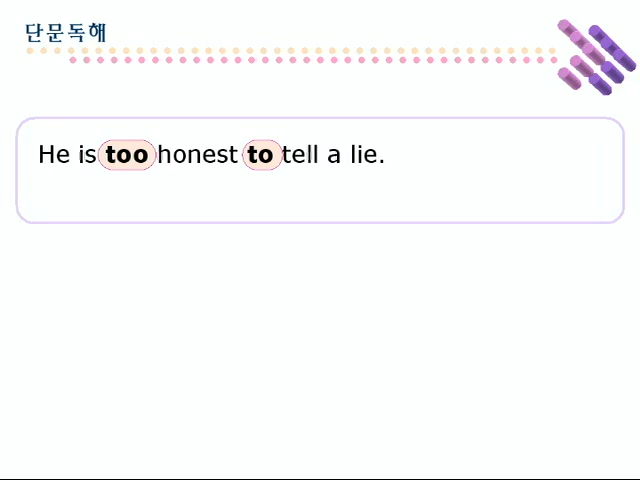 단문독해
He is too honest to tell a lie.